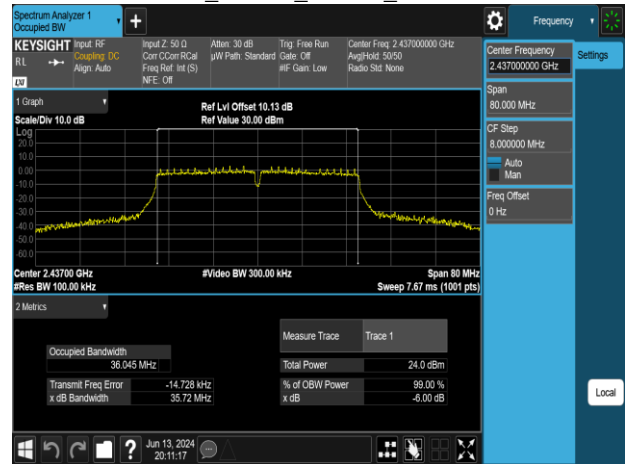 Spectrum Analyzer 1
Occupied BW
Frequency
KEYSIGHT
RL
LXI
Input: RF
Coupling: DC
Align: Auto
Input Z: 50 Ω
Corr CCorr RCal
Freq Ref: Int (S)
NFE: Off
Atten: 30 dB
µW Path: Standard
Trig: Free Run
Gate: Off
#IF Gain: Low
Center Freq: 2.437000000 GHz
Avg|Hold: 50/50
Radio Std: None
Center Frequency
2.437000000 GHz
Settings
Span
80.000 MHz
CF Step
8.000000 MHz
Auto
Man
Freq Offset
0 Hz
Local
1 Graph
Scale/Div 10.0 dB
Ref Lvl Offset 10.13 dB
Ref Value 30.00 dBm
Log
20.0
10.0
0.00
-10.0
-20.0
-30.0
-40.0
-50.0
-60.0
Center 2.43700 GHz
#Res BW 100.00 kHz
#Video BW 300.00 kHz
Span 80 MHz
Sweep 7.67 ms (1001 pts)
2 Metrics
Measure Trace
Trace 1
Occupied Bandwidth
36.045 MHz
Total Power
24.0 dBm
Transmit Freq Error
-14.728 kHz
% of OBW Power
99.00 %
x dB Bandwidth
35.72 MHz
x dB
-6.00 dB
Jun 13, 2024
20:11:17